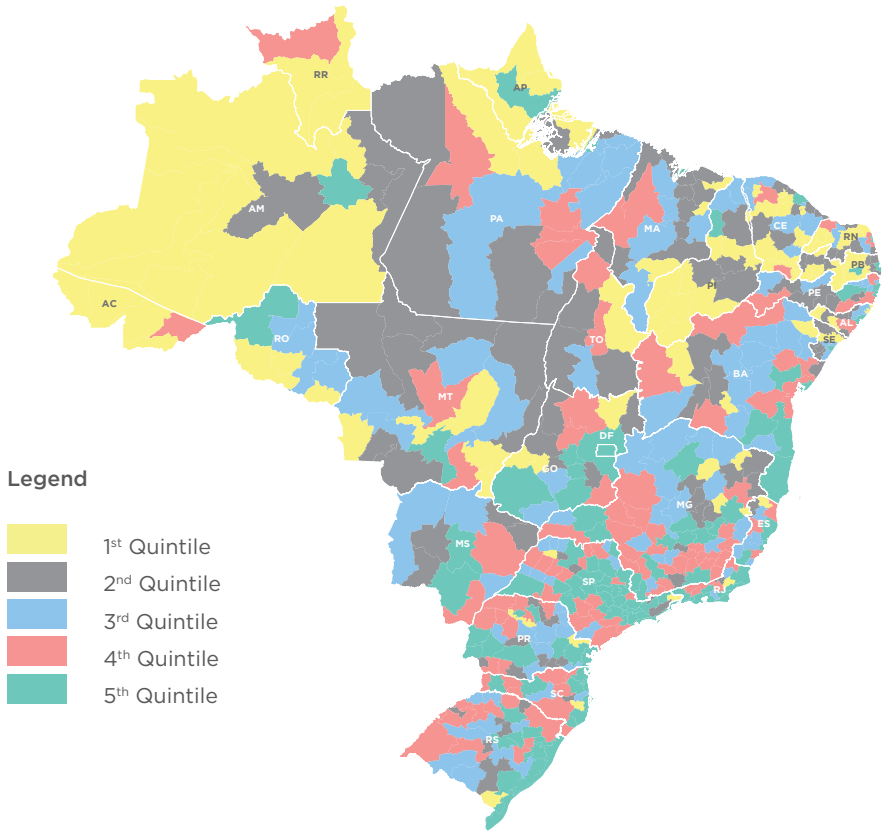 RR
AP
AM
PA
MA
CE
RN
PB
PI
PE
AC
AL
RO
TO
SE
BA
MT
DF
GO
Legend
MG
ES
1st Quintile
MS
2nd Quintile
SP
RJ
3rd Quintile
PR
4th Quintile
5th Quintile
SC
RS